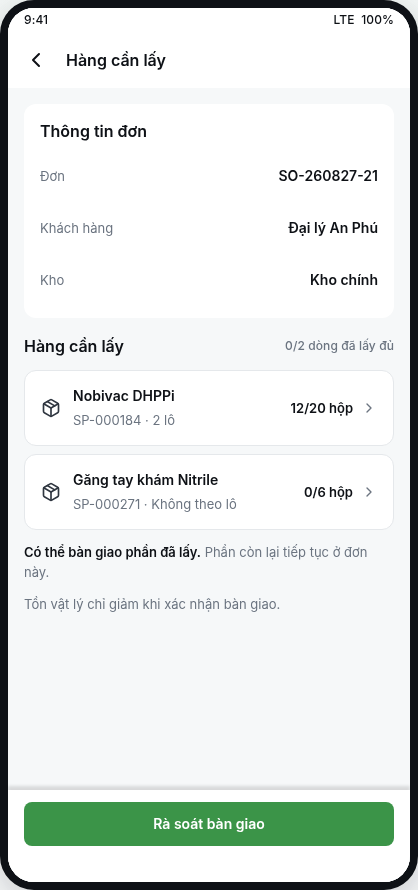 9:41
LTE 100%
Hàng cần lấy
Thông tin đơn
Đơn
SO-260827-21
Khách hàng
Đại lý An Phú
Kho
Kho chính
Hàng cần lấy
0/2 dòng đã lấy đủ
Nobivac DHPPi
12/20 hộp
SP-000184 · 2 lô
Găng tay khám Nitrile
0/6 hộp
SP-000271 · Không theo lô
Có thể bàn giao phần đã lấy. Phần còn lại tiếp tục ở đơn
này.
Tồn vật lý chỉ giảm khi xác nhận bàn giao.
Rà soát bàn giao